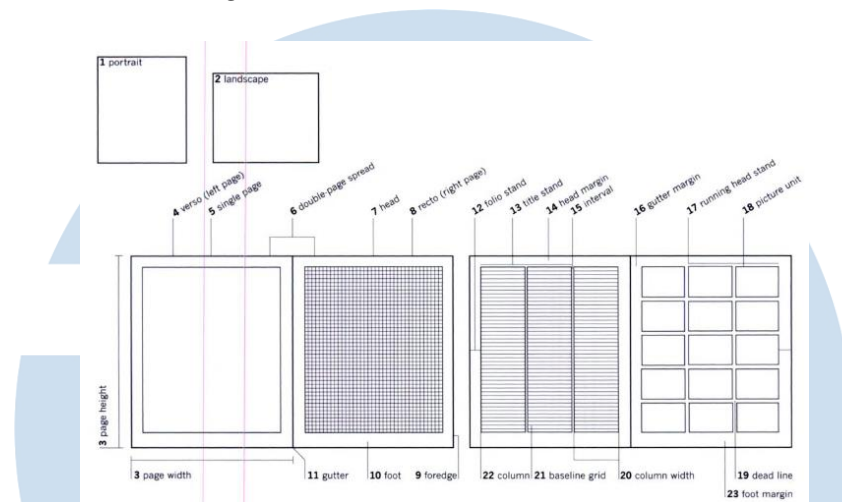 1 portrait
2 landscape
4 verso (left page)
5 single page
6 double-page spread
7 head
8 recto (right page)
12 folio stand
13 title stand
14 head margin
15 interval
16 gutter margin
17 running head stand
18 picture unit
3 page height
3 page width
11 gutter
10 foot
9 foredge
22 column
21 baseline grid
20 column width
19 dead line
23 foot margin